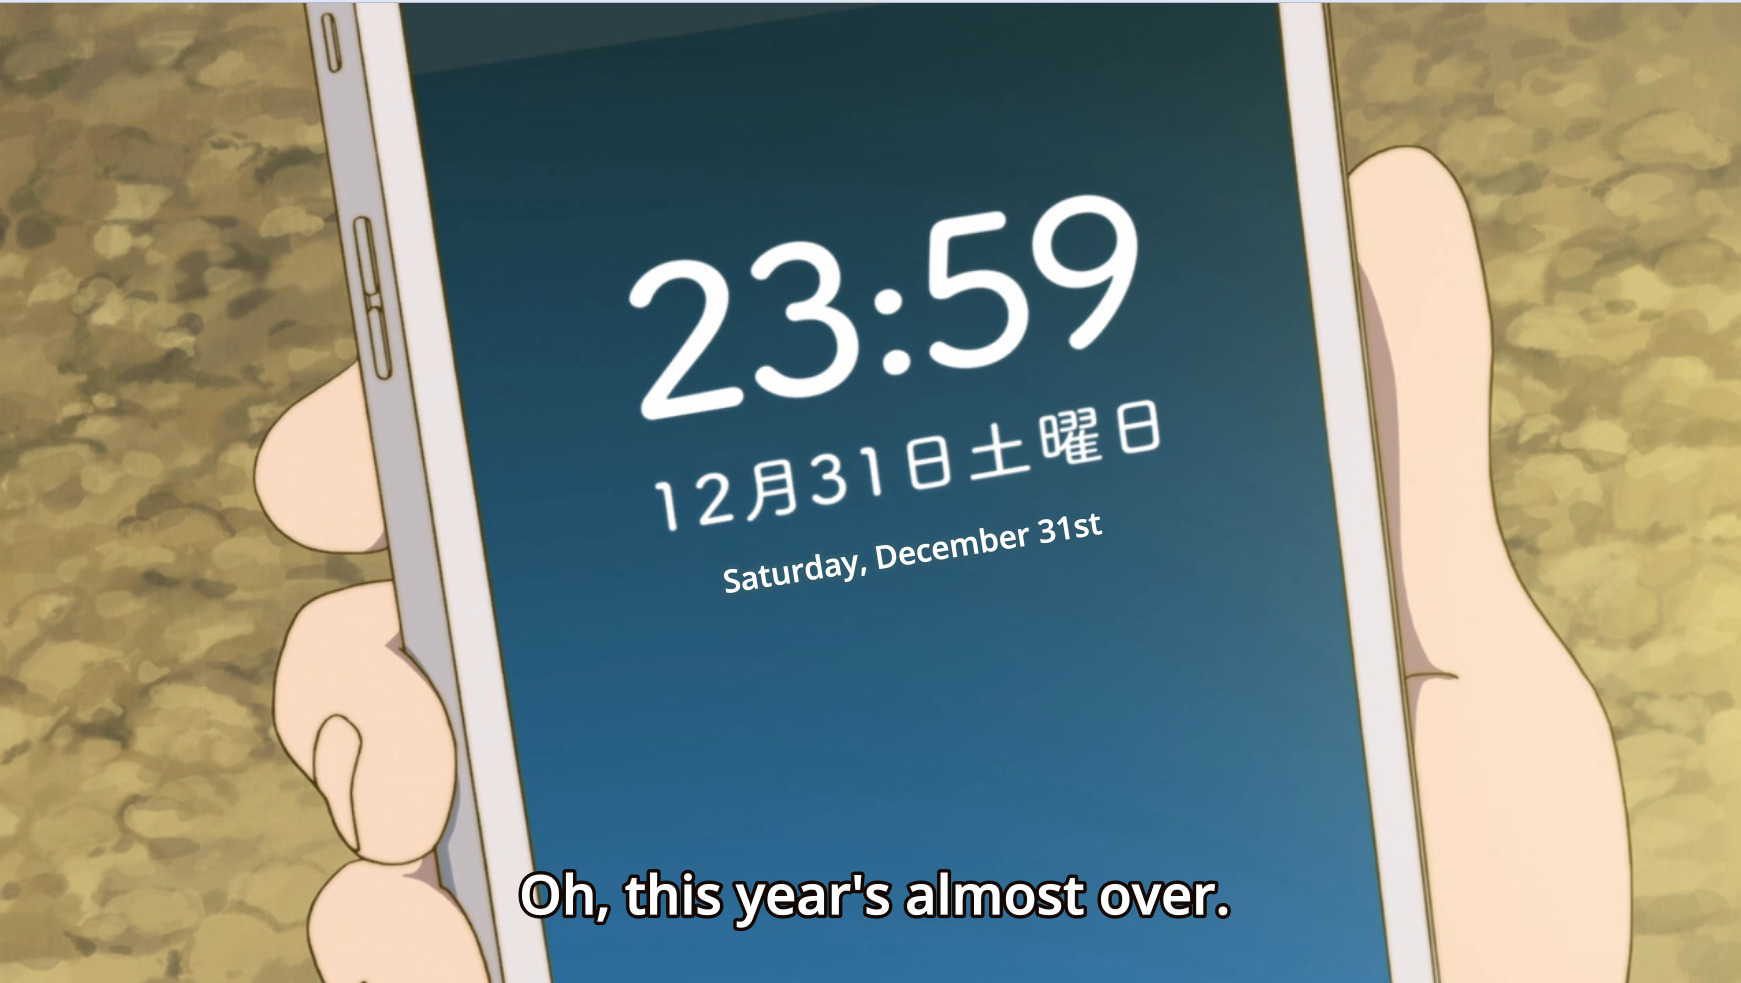 23:59
12月31日土曜日
Saturday, December 31st
Oh, this year's almost over.